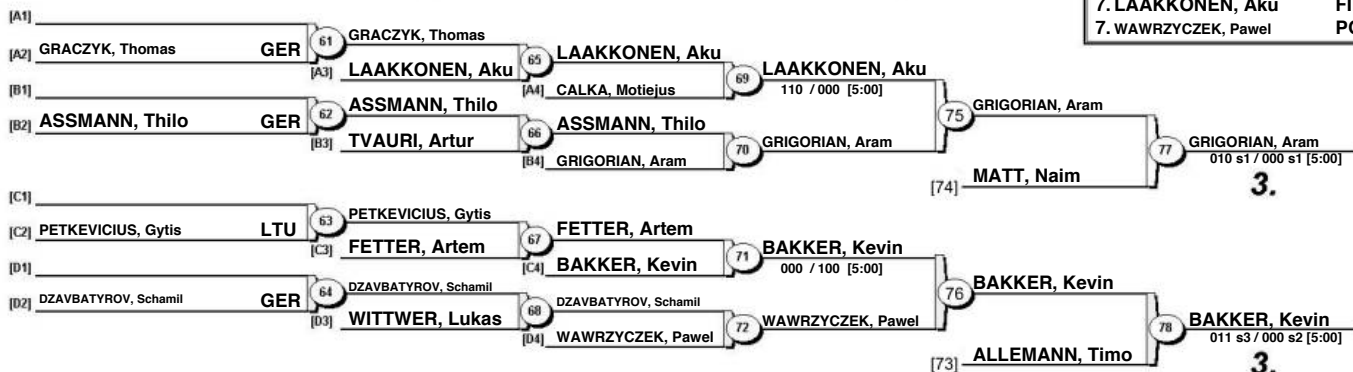 7. LAAKKONEN, Aku
7. WAWRZYCZEK, Pawel
[A1]
[A2] GRACZYK, Thomas GER
61 GRACZYK, Thomas
[A3] LAAKKONEN, Aku
65 LAAKKONEN, Aku
[A4] CALKA, Motiejus
69 LAAKKONEN, Aku
110 / 000 [5:00]
[B1]
[B2] ASSMANN, Thilo GER
62 ASSMANN, Thilo
[B3] TVAURI, Artur
66 ASSMANN, Thilo
[B4] GRIGORIAN, Aram
70 GRIGORIAN, Aram
75 GRIGORIAN, Aram
[74] MATT, Naim
77 GRIGORIAN, Aram
010 s1 / 000 s1 [5:00]
3.
[C1]
[C2] PETKEVICIUS, Gytis LTU
63 PETKEVICIUS, Gytis
[C3] FETTER, Artem
67 FETTER, Artem
[C4] BAKKER, Kevin
71 BAKKER, Kevin
000 / 100 [5:00]
[D1]
[D2] DZAVBATYROV, Schamil GER
64 DZAVBATYROV, Schamil
[D3] WITTWER, Lukas
68 DZAVBATYROV, Schamil
[D4] WAWRZYCZEK, Pawel
72 WAWRZYCZEK, Pawel
76 BAKKER, Kevin
[73] ALLEMANN, Timo
78 BAKKER, Kevin
011 s3 / 000 s2 [5:00]
3.